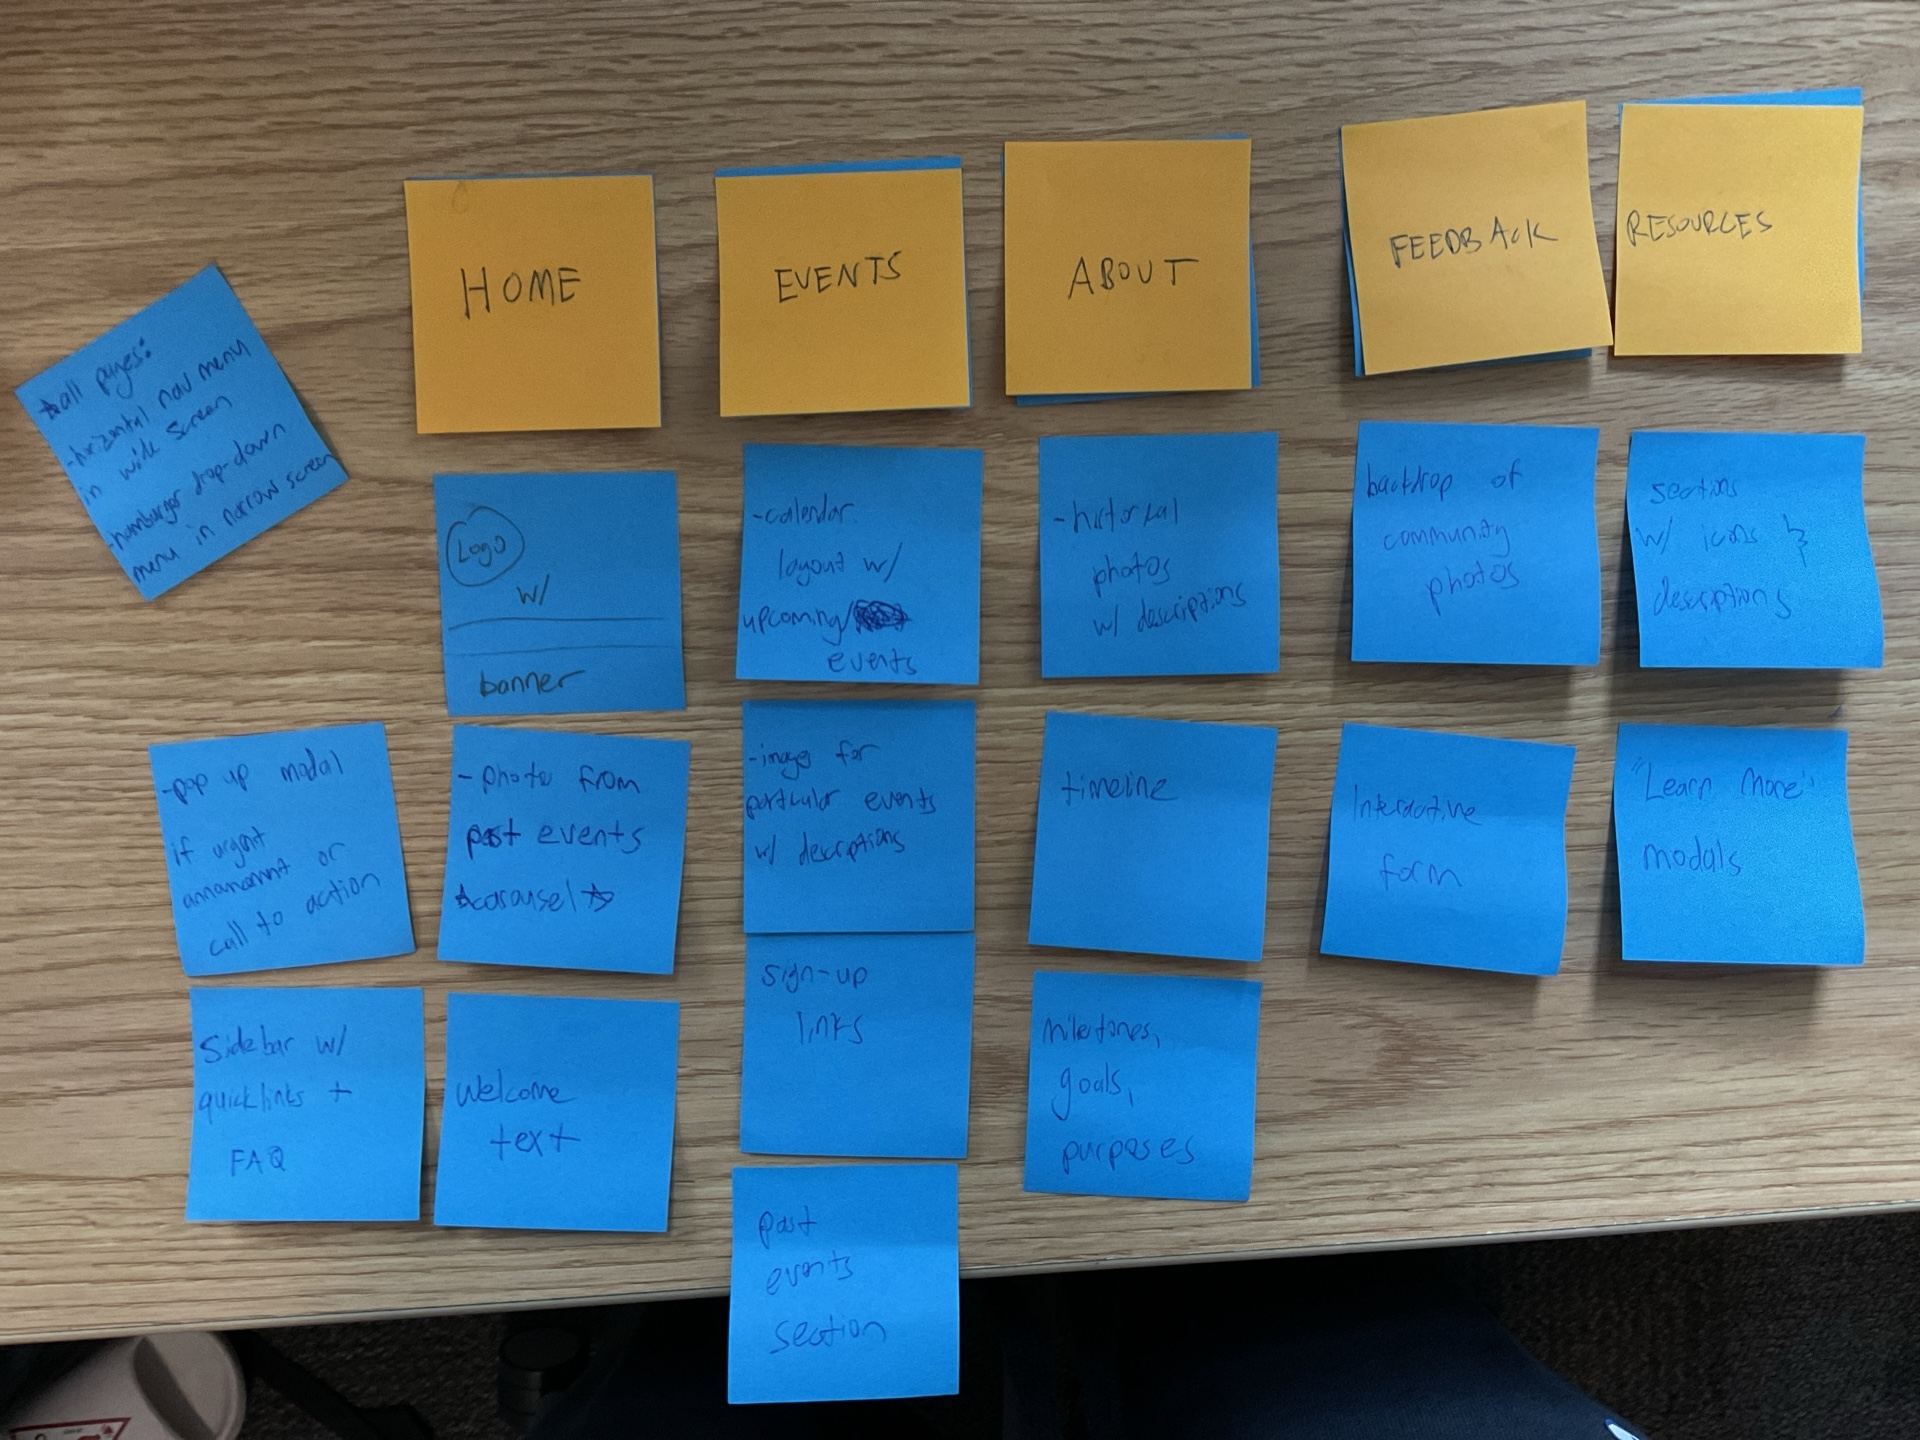 ☆all pages:
-horizontal nav menu
in wide screen
-hamburger drop-down
menu in narrow screen
HOME
Logo
w/
banner
-pop up modal
if urgent
or
call to action
- photo from
past events
☆carousel☆
Sidebar w/
quicklinks +
FAQ
Welcome
text
EVENTS
-calendar
layout w/
upcoming/
events
-images for
particular events
w/ descriptions
sign-up
links
past
events
section
ABOUT
-historical
photos
w/ descriptions
timeline
milestones,
goals,
purposes
FEEDBACK
backdrop of
community
photos
Interactive
form
RESOURCES
sections
w/ icons &
descriptions
"Learn More"
modals